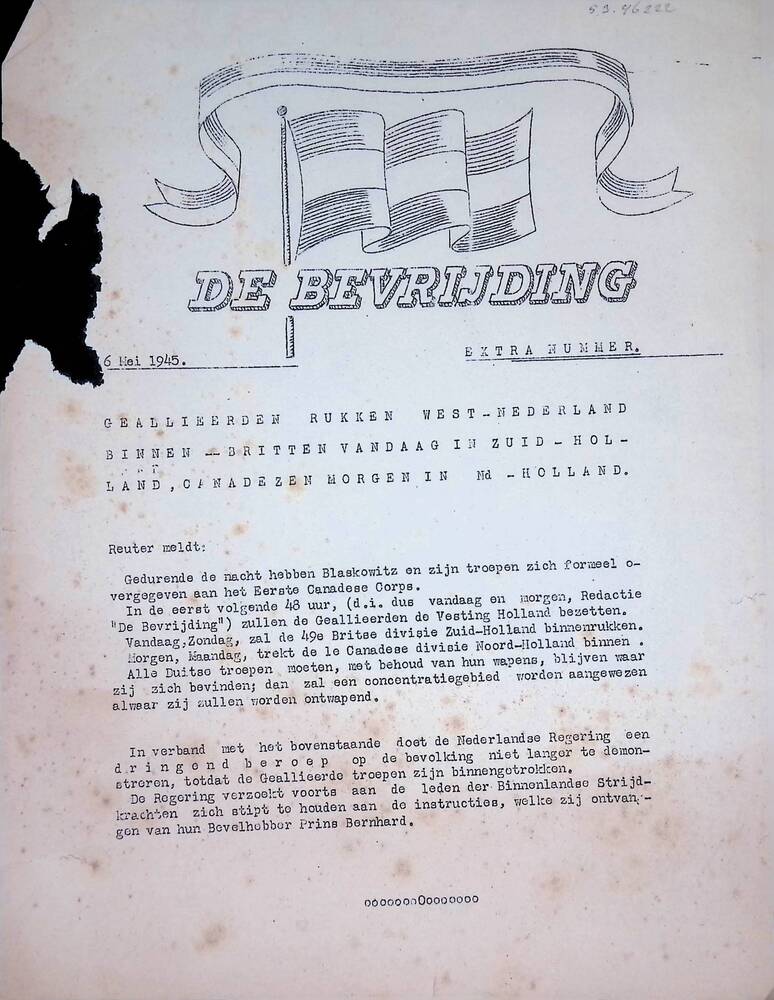 53.46222
DE BEVRIJDING
6 Mei 1945.
EXTRA NUMMER.
GEALLIEERDEN RUKKEN WEST-NEDERLAND
BINNEN -- BRITTEN VANDAAG IN ZUID-HOL-
LAND, CANADEZEN MORGEN IN Nd -HOLLAND.
Reuter meldt:
Gedurende de nacht hebben Blaskowitz en zijn troepen zich formeel o-
vergegeven aan het Eerste Canadese Corps.
In de eerst volgende 48 uur, (d.i. dus vandaag en morgen, Redactie
"De Bevrijding") zullen de Geallieerden de Vesting Holland bezetten.
Vandaag,Zondag, zal de 49e Britse divisie Zuid-Holland binnenrukken.
Morgen, Maandag, trekt de 1e Canadese divisie Noord-Holland binnen .
Alle Duitse troepen moeten, met behoud van hun wapens, blijven waar
zij zich bevinden; dan zal een concentratiegebied worden aangewezen
alwaar zij zullen worden ontwapend.
In verband met het bovenstaande doet de Nederlandse Regering een
dringend beroep op de bevolking niet langer te demon-
streren, totdat de Geallieerde troepen zijn binnengetrokken.
De Regering verzoekt voorts aan de leden der Binnenlandse Strijd-
krachten zich stipt te houden aan de instructies, welke zij ontvan-
gen van hun Bevelhebber Prins Bernhard.
ooooooo0oooooooo